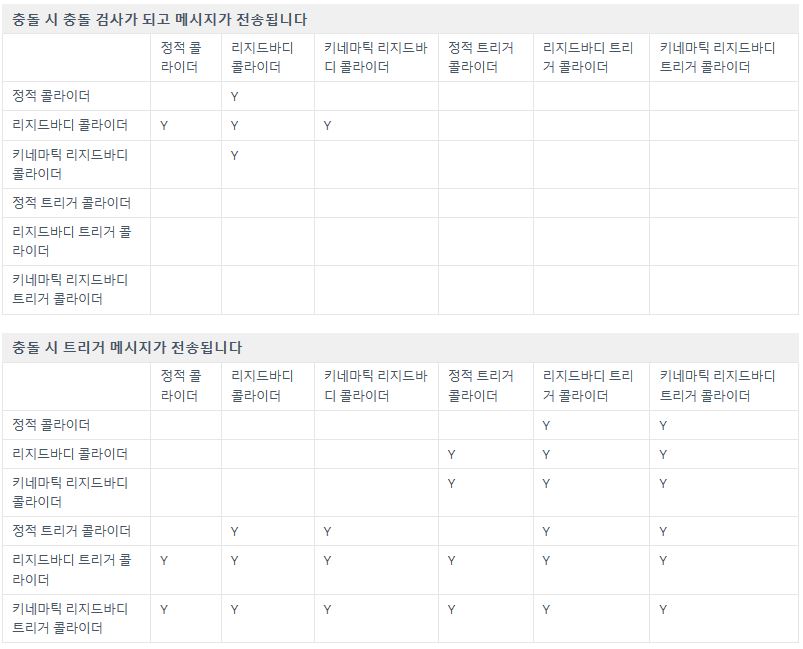 충돌 시 충돌 검사가 되고 메시지가 전송됩니다
정적 콜 리지드바디 키네마틱 리지드바 정적 트리거 리지드바디 트리 키네마틱 리지드바디
라이더 콜라이더 디 콜라이더 콜라이더 거 콜라이더 트리거 콜라이더
정적 콜라이더 Y
리지드바디 콜라이더 Y Y Y
키네마틱 리지드바디 Y
콜라이더
정적 트리거 콜라이더
리지드바디 트리거 콜
라이더
키네마틱 리지드바디
트리거 콜라이더
충돌 시 트리거 메시지가 전송됩니다
정적 콜 리지드바디 키네마틱 리지드바 정적 트리거 리지드바디 트리 키네마틱 리지드바디
라이더 콜라이더 디 콜라이더 콜라이더 거 콜라이더 트리거 콜라이더
정적 콜라이더 Y Y
리지드바디 콜라이더 Y Y Y
키네마틱 리지드바디 Y Y Y
콜라이더
정적 트리거 콜라이더 Y Y Y Y
리지드바디 트리거 콜 Y Y Y Y Y Y
라이더
키네마틱 리지드바디 Y Y Y Y Y Y
트리거 콜라이더